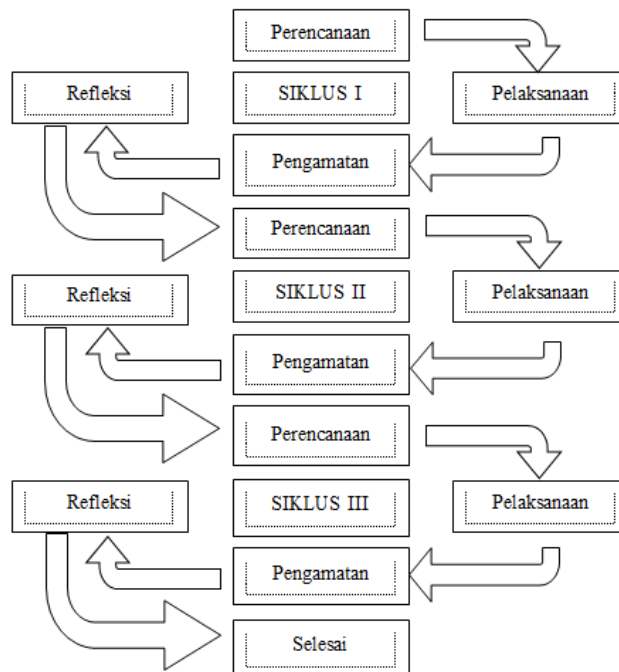 Perencanaan
Refleksi
SIKLUS I
Pelaksanaan
Pengamatan
Perencanaan
Refleksi
SIKLUS II
Pelaksanaan
Pengamatan
Perencanaan
Refleksi
SIKLUS III
Pelaksanaan
Pengamatan
Selesai